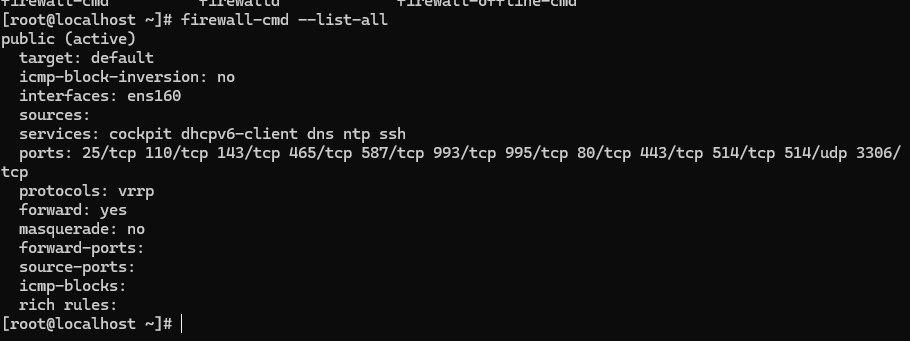 firewall-cmd          firewalld             firewall-offline-cmd
[root@localhost ~]# firewall-cmd --list-all
public (active)
  target: default
  icmp-block-inversion: no
  interfaces: ens160
  sources:
  services: cockpit dhcpv6-client dns ntp ssh
  ports: 25/tcp 110/tcp 143/tcp 465/tcp 587/tcp 993/tcp 995/tcp 80/tcp 443/tcp 514/tcp 514/udp 3306/
tcp
  protocols: vrrp
  forward: yes
  masquerade: no
  forward-ports:
  source-ports:
  icmp-blocks:
  rich rules:
[root@localhost ~]#